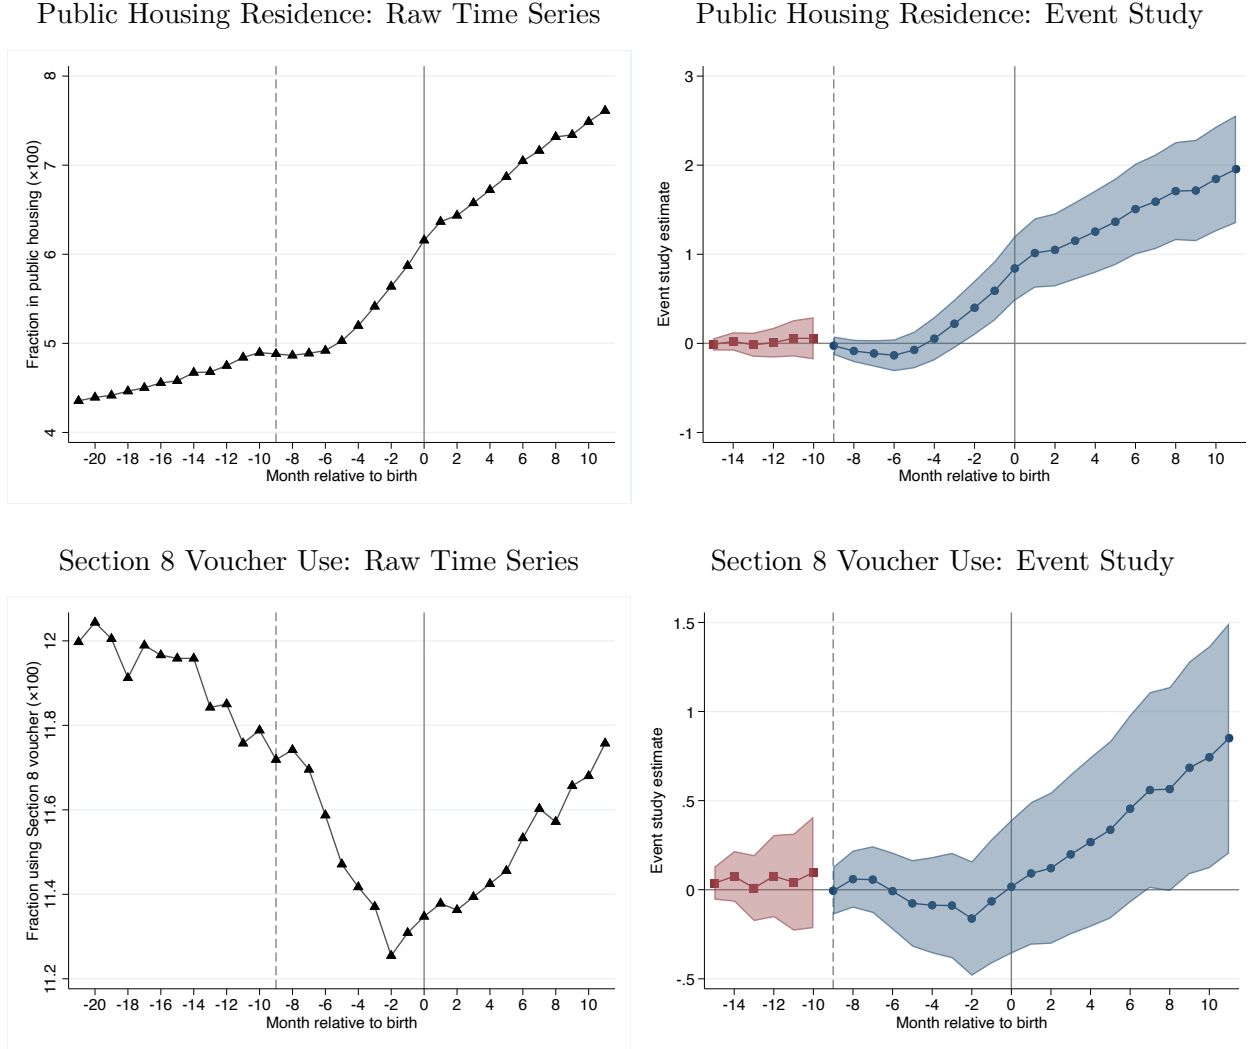 Public Housing Residence: Raw Time Series
Fraction in public housing (×100)
8
7
6
5
4
-20 -18 -16 -14 -12 -10 -8 -6 -4 -2 0 2 4 6 8 10
Month relative to birth
Public Housing Residence: Event Study
Event study estimate
3
2
1
0
-1
-14 -12 -10 -8 -6 -4 -2 0 2 4 6 8 10
Month relative to birth
Section 8 Voucher Use: Raw Time Series
Fraction using Section 8 voucher (×100)
12
11.8
11.6
11.4
11.2
-20 -18 -16 -14 -12 -10 -8 -6 -4 -2 0 2 4 6 8 10
Month relative to birth
Section 8 Voucher Use: Event Study
Event study estimate
1.5
1
.5
0
-.5
-14 -12 -10 -8 -6 -4 -2 0 2 4 6 8 10
Month relative to birth